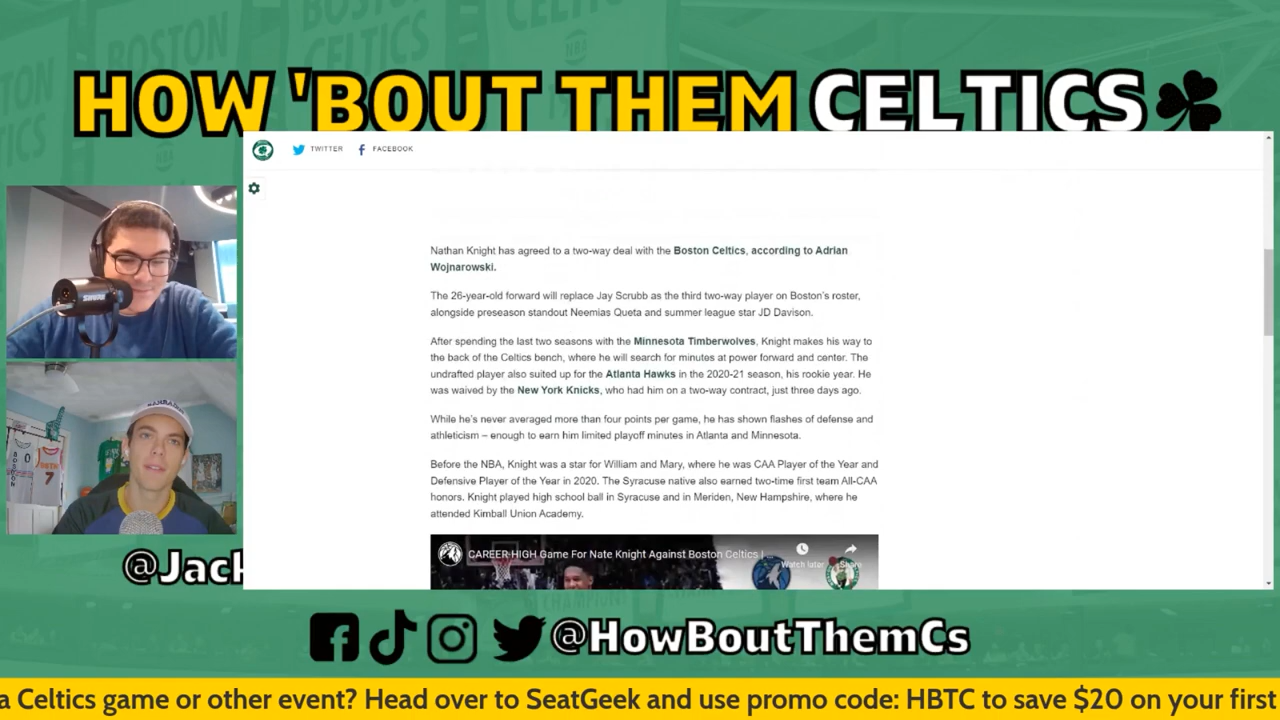 HOW 'BOUT THEM CELTICS
BOSTON
CELTICS
TWITTER FACEBOOK
Nathan Knight has agreed to a two-way deal with the Boston Celtics, according to Adrian
Wojnarowski.
The 26-year-old forward will replace Jay Scrubb as the third two-way player on Boston's roster,
alongside preseason standout Neemias Queta and summer league star JD Davison.
After spending the last two seasons with the Minnesota Timberwolves, Knight makes his way to
the back of the Celtics bench, where he will search for minutes at power forward and center. The
undrafted player also suited up for the Atlanta Hawks in the 2020-21 season, his rookie year. He
was waived by the New York Knicks, who had him on a two-way contract, just three days ago.
While he's never averaged more than four points per game, he has shown flashes of defense and
athleticism – enough to earn him limited playoff minutes in Atlanta and Minnesota.
Before the NBA, Knight was a star for William and Mary, where he was CAA Player of the Year and
Defensive Player of the Year in 2020. The Syracuse native also earned two-time first team All-CAA
honors. Knight played high school ball in Syracuse and in Meriden, New Hampshire, where he
attended Kimball Union Academy.
CAREER-HIGH Game For Nate Knight Against Boston Celtics | ...
Watch later Share
SHURE
0
7
@Jack
@HowBoutThemCs
a Celtics game or other event? Head over to SeatGeek and use promo code: HBTC to save $20 on your first